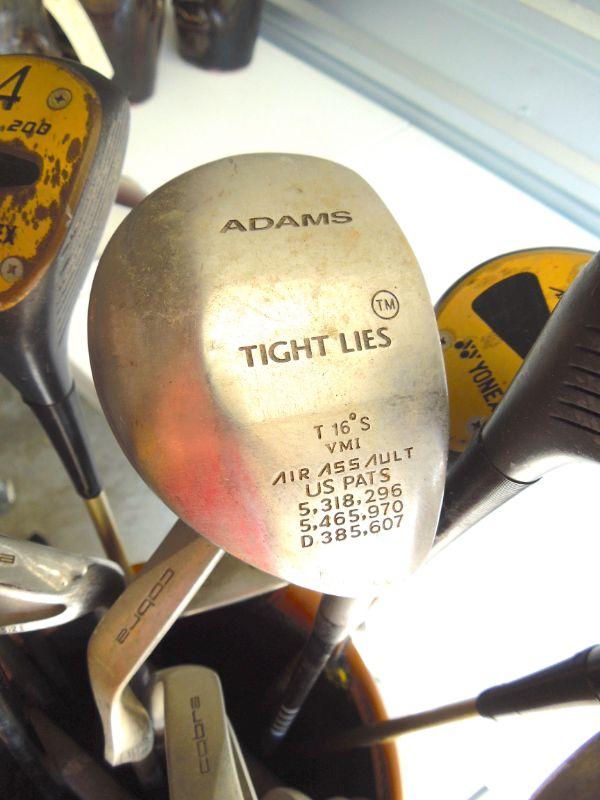 4
ADAMS
TM
TIGHT LIES
T 16° S
VMI
AIR ASSAULT
US PATS
5,318,296
5,465,970
D 385,607
YONEX
cobra
cobra